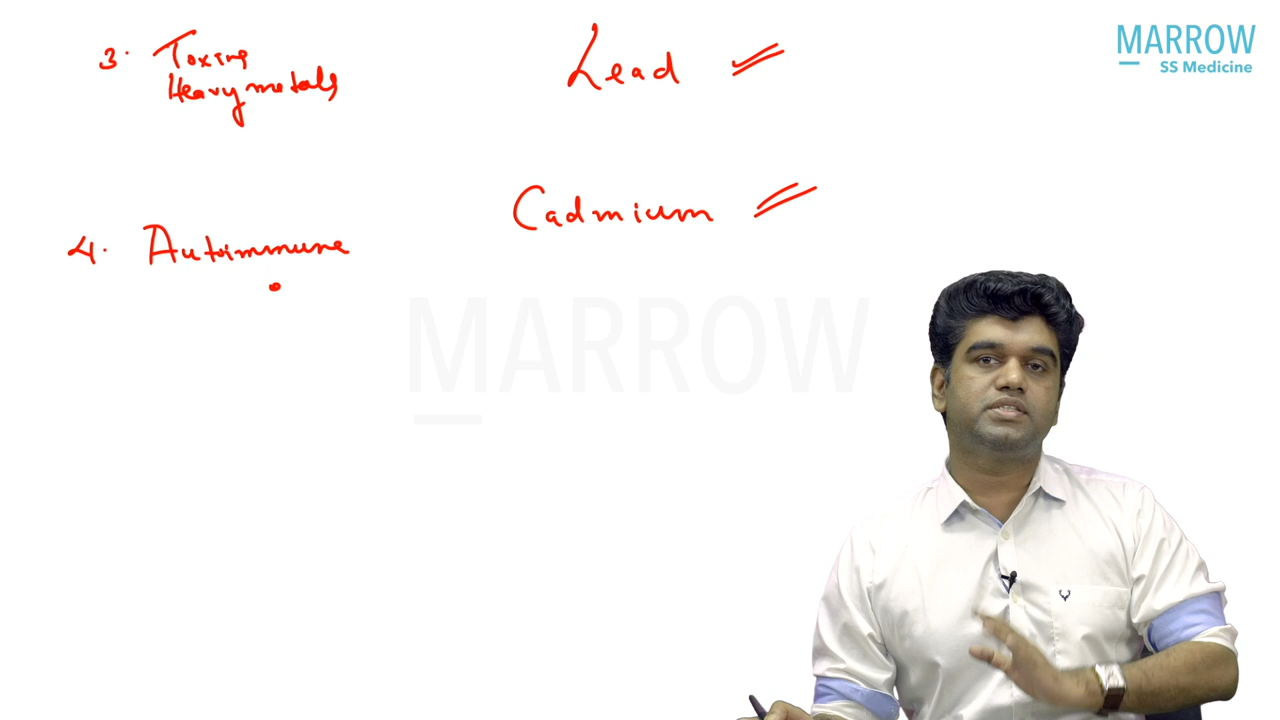 MARROW
SS Medicine
3. Toxins
Heavy metals
Lead
Cadmium
4. Autoimmune
MARROW